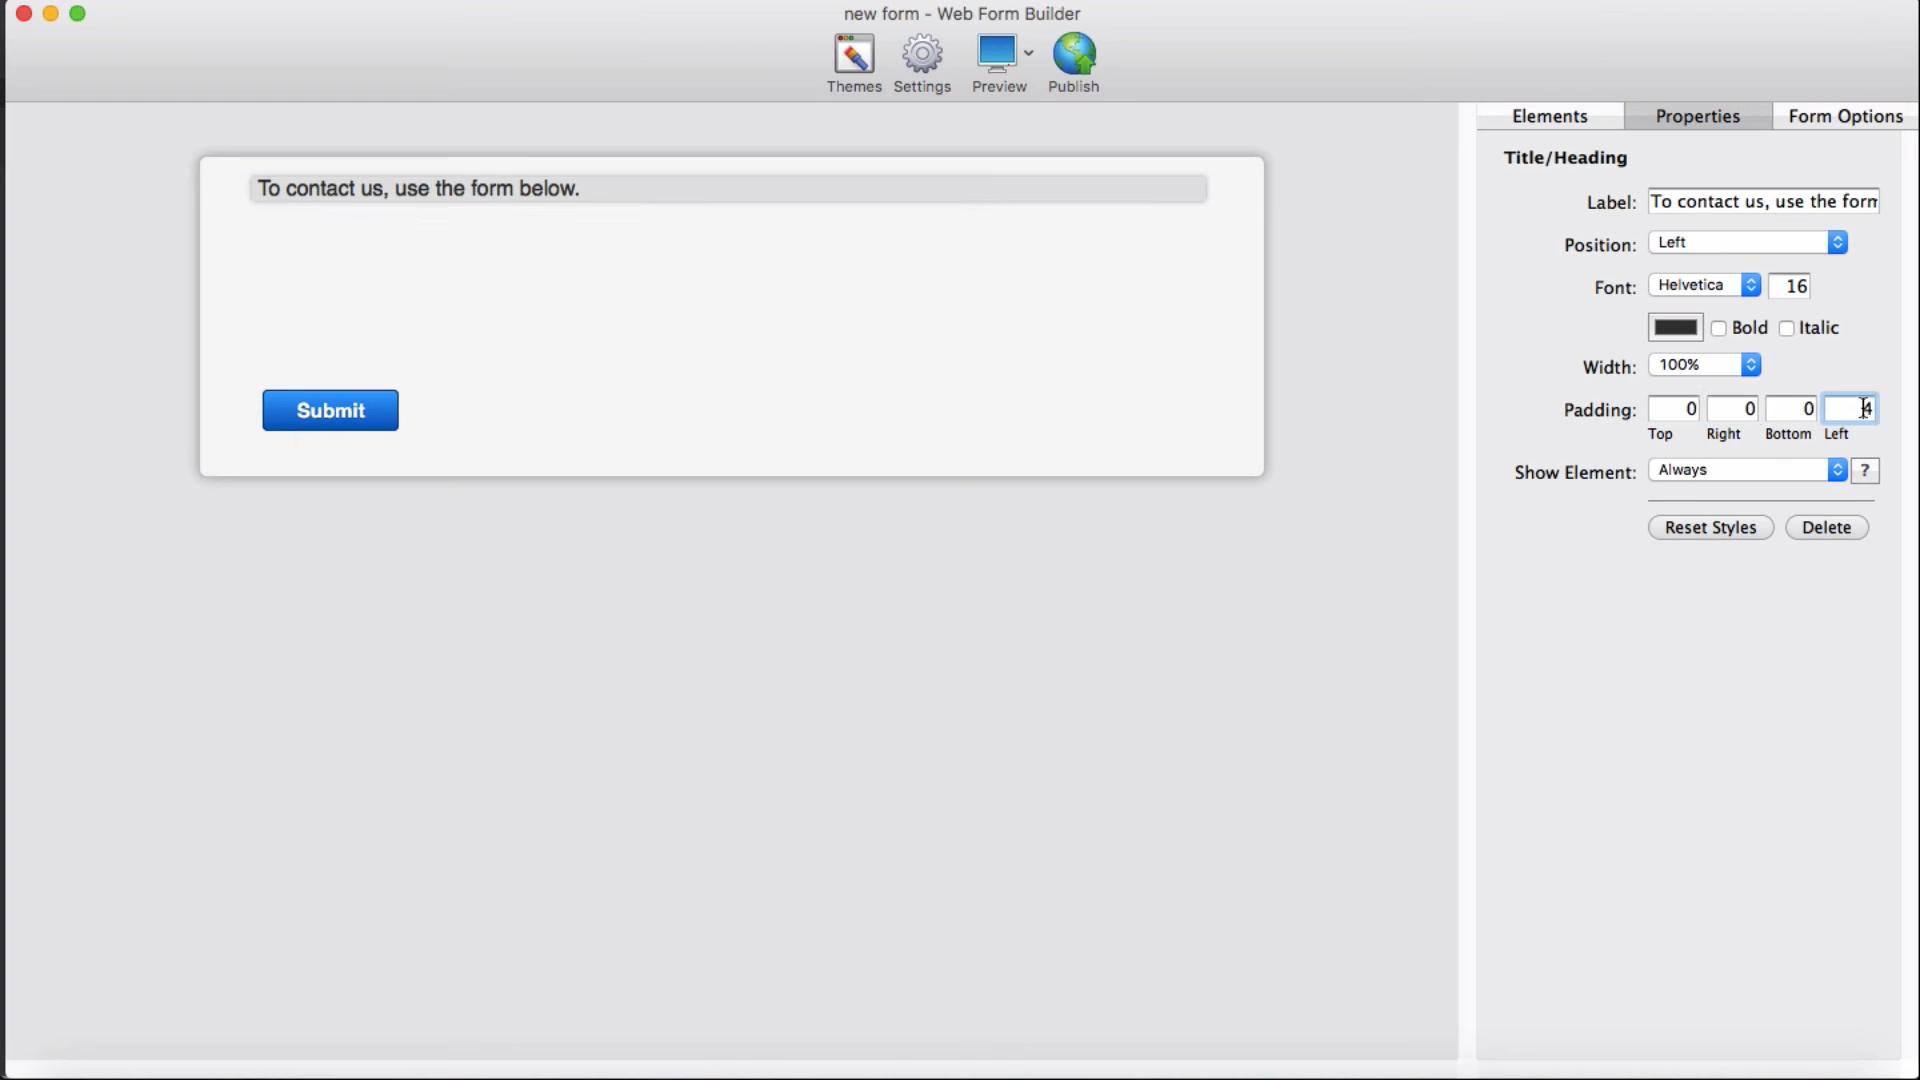 new form - Web Form Builder
Themes Settings Preview Publish
Elements Properties Form Options
To contact us, use the form below.
Submit
Title/Heading
Label: To contact us, use the form
Position: Left
Font: Helvetica 16
Bold Italic
Width: 100%
Padding: 0 0 0 4
Top Right Bottom Left
Show Element: Always ?
Reset Styles Delete